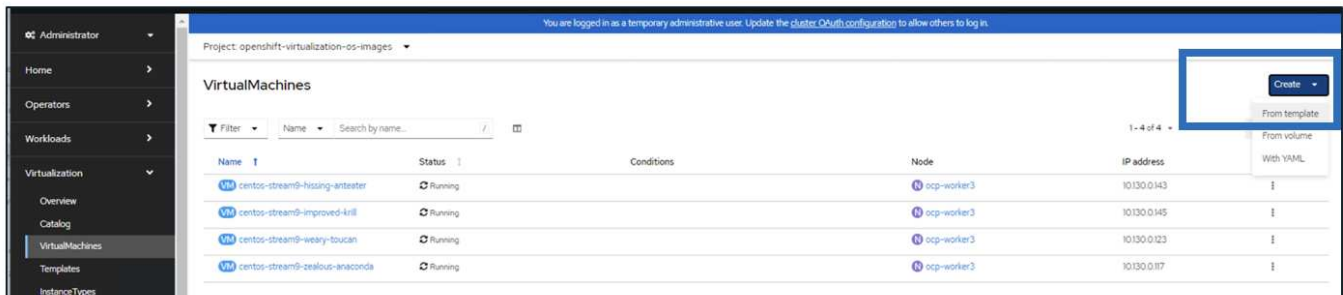 You are logged in as a temporary administrative user. Update the cluster OAuth configuration to allow others to log in.
Administrator
Home
Operators
Workloads
Virtualization
Overview
Catalog
VirtualMachines
Templates
InstanceTypes
Project: openshift-virtualization-os-images
VirtualMachines
Create
From template
From volume
With YAML
Filter Name Search by name... /
1 - 4 of 4
Name Status Conditions Node IP address
VM centos-stream9-hissing-anteater Running N ocp-worker3 10.130.0.143
VM centos-stream9-improved-krill Running N ocp-worker3 10.130.0.145
VM centos-stream9-weary-toucan Running N ocp-worker3 10.130.0.123
VM centos-stream9-zealous-anaconda Running N ocp-worker3 10.130.0.117